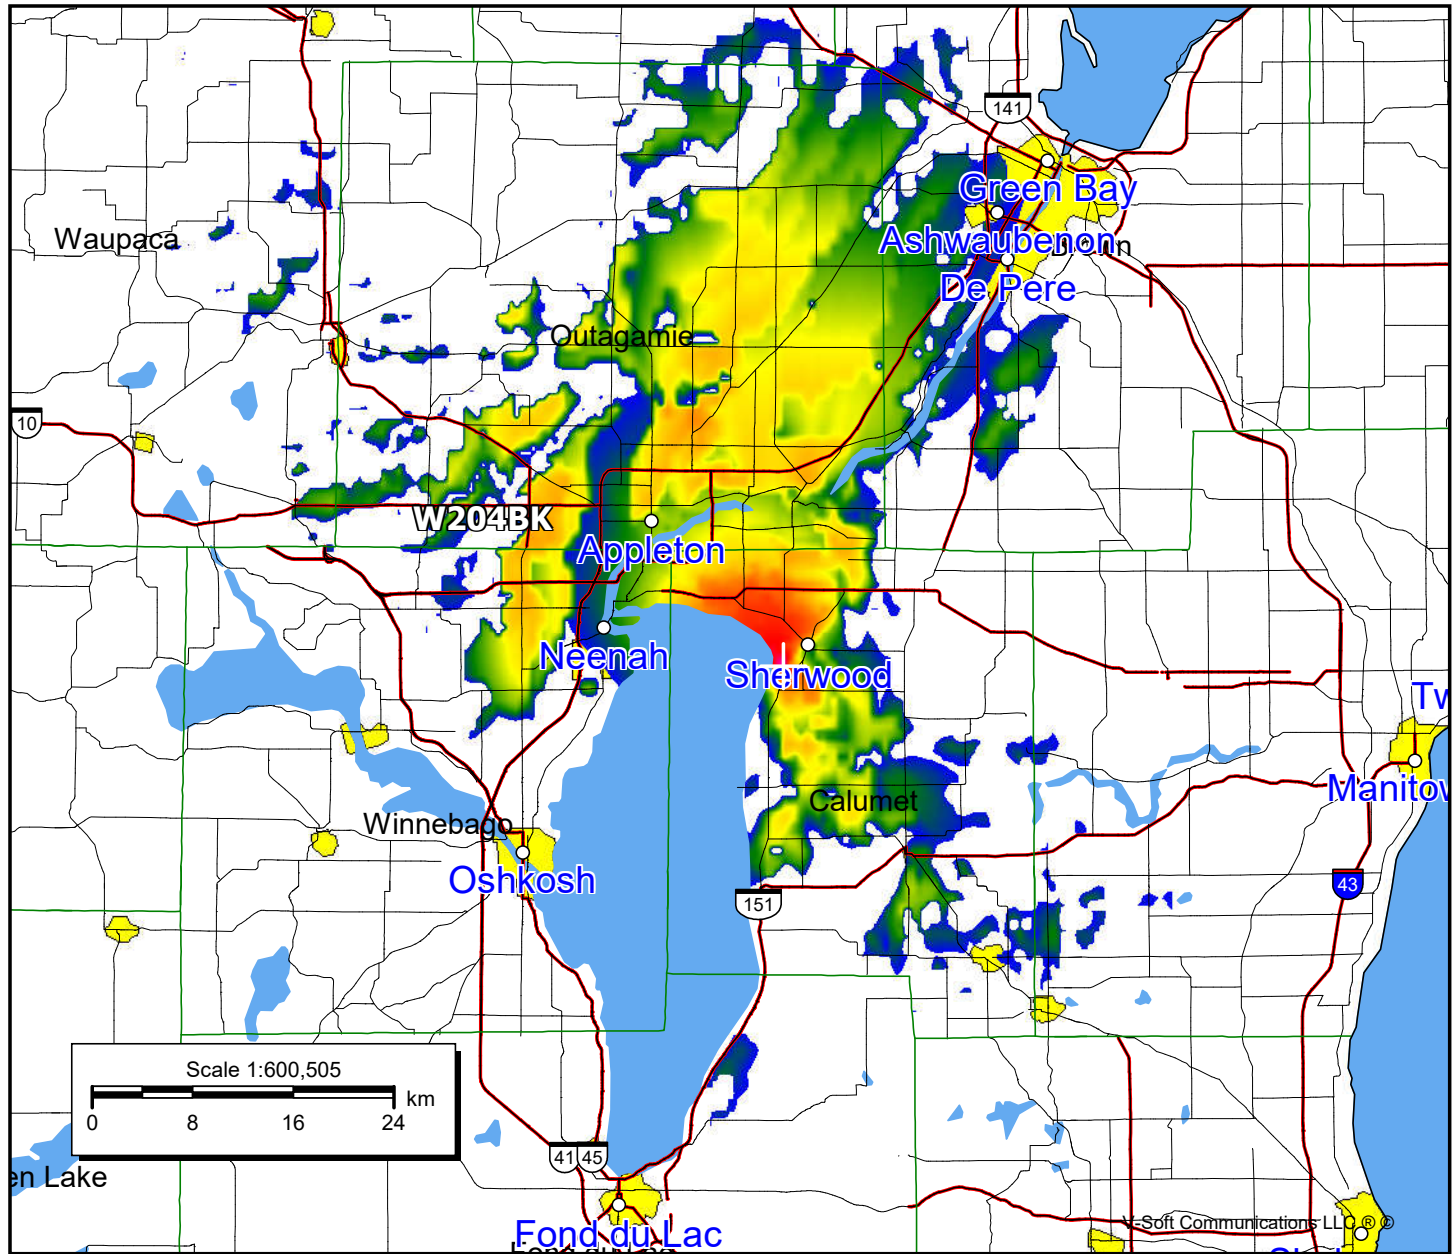 141
Green Bay
Waupaca
Ashwaubenon
De Pere
Outagamie
10
W204BK
Appleton
Neenah
Sherwood
Tw
Manitow
Calumet
Winnebago
Oshkosh
43
151
Scale 1:600,505
km
0 8 16 24
41 45
en Lake
V-Soft Communications LLC ® ©
Fond du Lac